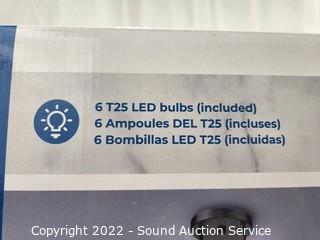 6 T25 LED bulbs (included)
6 Ampoules DEL T25 (incluses)
6 Bombillas LED T25 (incluidas)
Copyright 2022 - Sound Auction Service